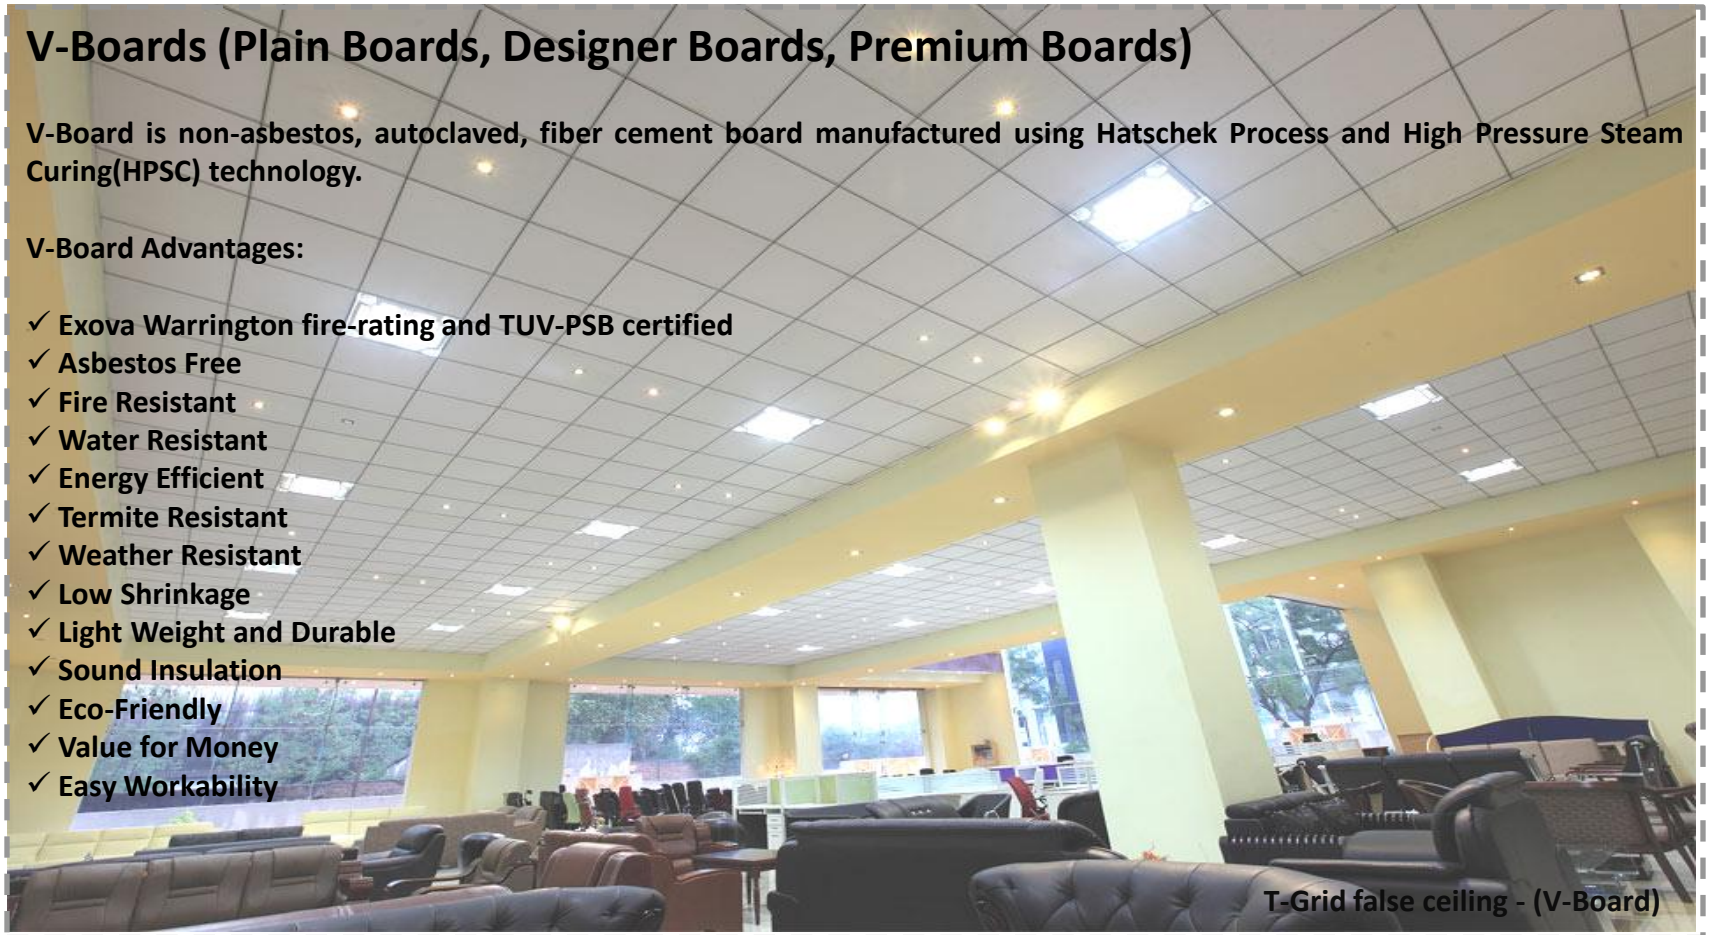 V-Boards (Plain Boards, Designer Boards, Premium Boards)
V-Board is non-asbestos, autoclaved, fiber cement board manufactured using Hatschek Process and High Pressure Steam
Curing(HPSC) technology.
V-Board Advantages:
✓ Exova Warrington fire-rating and TUV-PSB certified
✓ Asbestos Free
✓ Fire Resistant
✓ Water Resistant
✓ Energy Efficient
✓ Termite Resistant
✓ Weather Resistant
✓ Low Shrinkage
✓ Light Weight and Durable
✓ Sound Insulation
✓ Eco-Friendly
✓ Value for Money
✓ Easy Workability
T-Grid false ceiling - (V-Board)